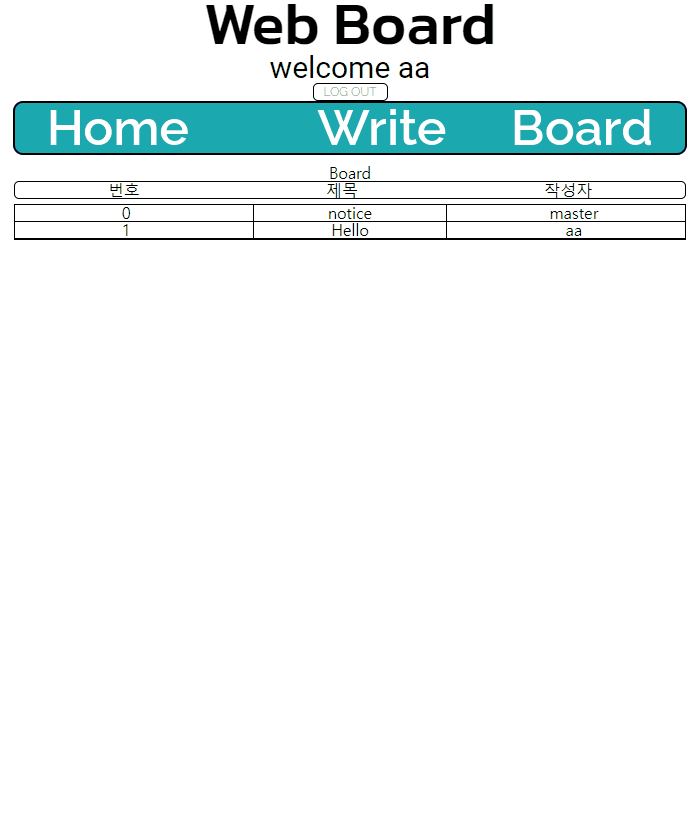 Web Board
welcome aa
LOG OUT
Home Write Board
Board
번호 제목 작성자
0 notice master
1 Hello aa